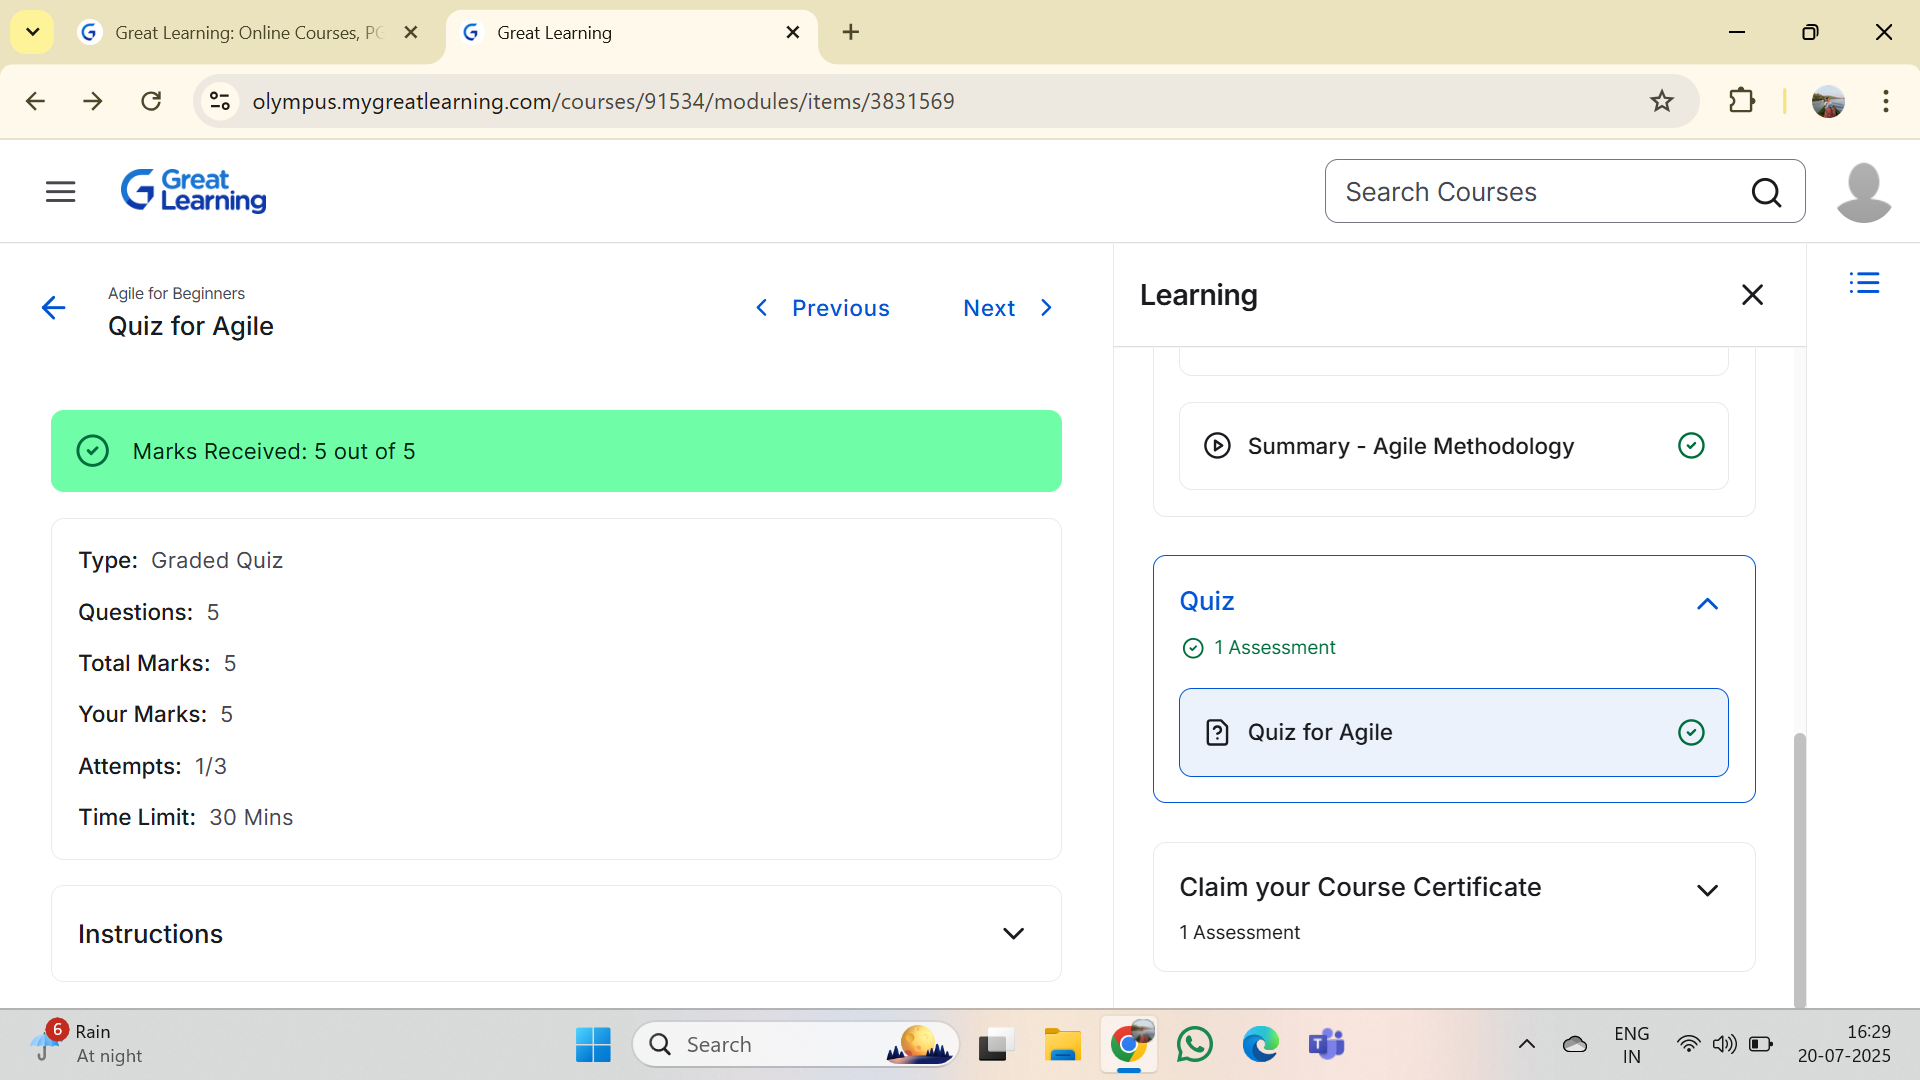 Great Learning: Online Courses, PG
Great Learning
olympus.mygreatlearning.com/courses/91534/modules/items/3831569
Great
Learning
Search Courses
Agile for Beginners
Quiz for Agile
Previous
Next
Learning
Marks Received: 5 out of 5
Type: Graded Quiz
Questions: 5
Total Marks: 5
Your Marks: 5
Attempts: 1/3
Time Limit: 30 Mins
Instructions
Summary - Agile Methodology
Quiz
1 Assessment
Quiz for Agile
Claim your Course Certificate
1 Assessment
6
Rain
At night
Search
ENG
IN
16:29
20-07-2025